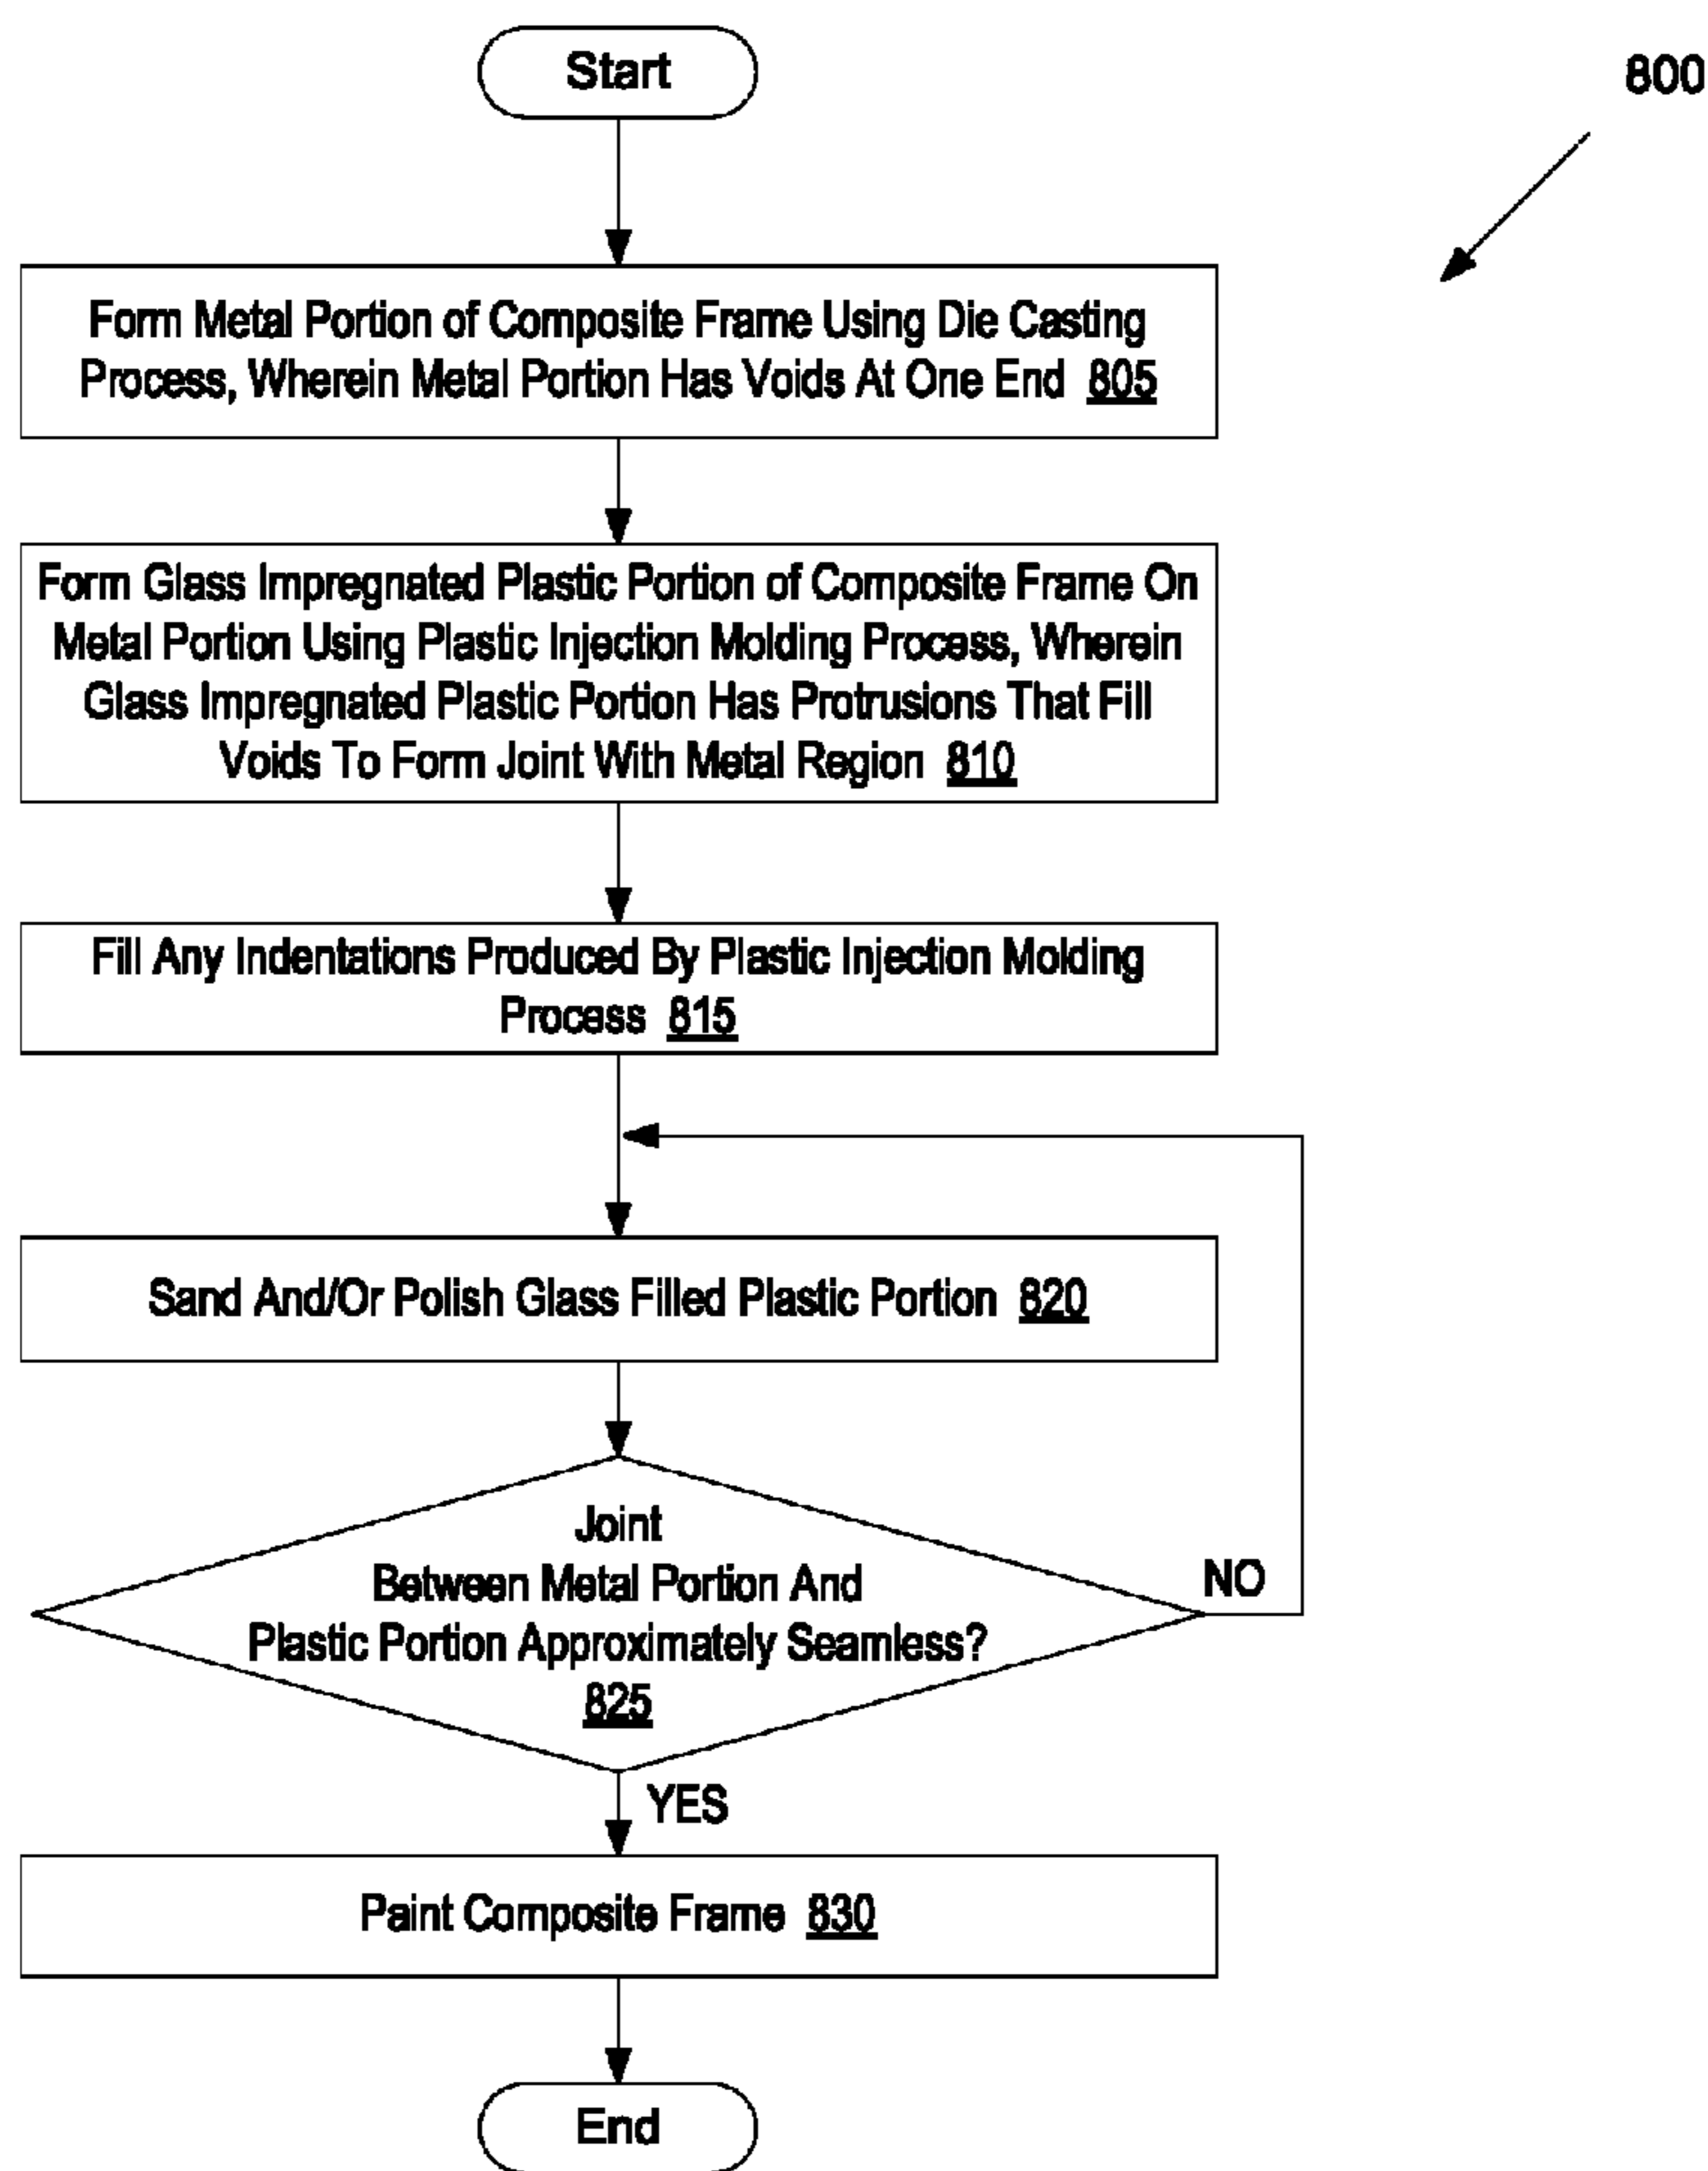 Start
800
Form Metal Portion of Composite Frame Using Die Casting
Process, Wherein Metal Portion Has Voids At One End 805
Form Glass Impregnated Plastic Portion of Composite Frame On
Metal Portion Using Plastic Injection Molding Process, Wherein
Glass Impregnated Plastic Portion Has Protrusions That Fill
Voids To Form Joint With Metal Region 810
Fill Any Indentations Produced By Plastic Injection Molding
Process 815
Sand And/Or Polish Glass Filled Plastic Portion 820
Joint
Between Metal Portion And
Plastic Portion Approximately Seamless?
825
NO
YES
Paint Composite Frame 830
End